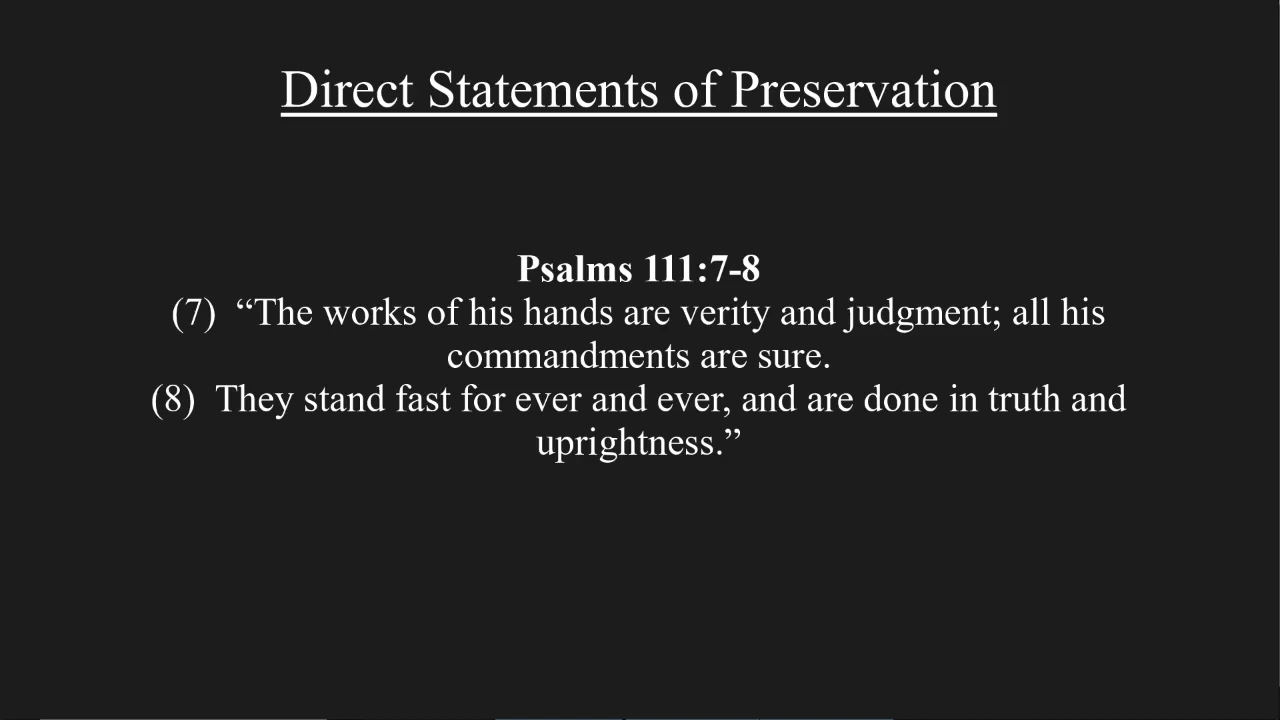 Direct Statements of Preservation
Psalms 111:7-8
(7)  “The works of his hands are verity and judgment; all his
commandments are sure.
(8)  They stand fast for ever and ever, and are done in truth and
uprightness.”